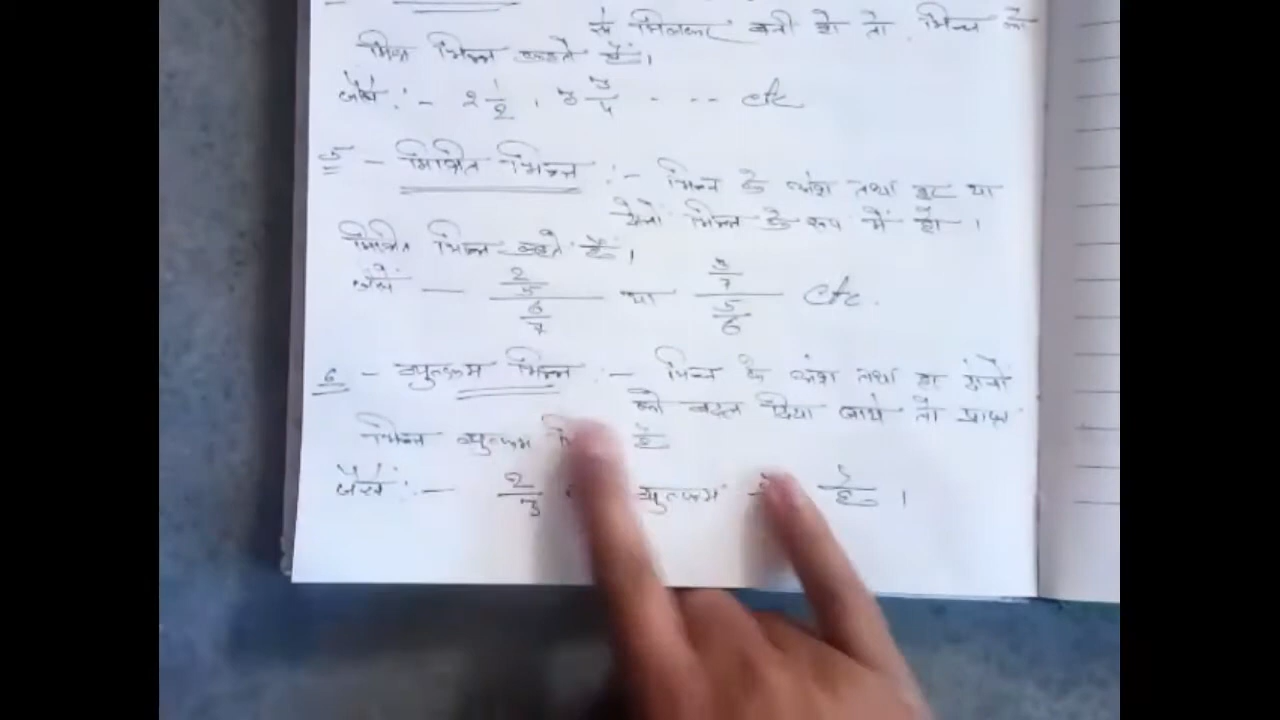 से मिलकर बनी हो तो भिन्न को
मिश्र भिन्न कहते हैं।
जैसे :- 2 1/2 , 3 3/4 - - - etc
5 - मिश्रित भिन्न :- भिन्न के अंश तथा हर या
दोनों भिन्न के रूप में हो ।
मिश्रित भिन्न कहते हैं।
जैसे — (2/5)/(6/7) या (3/7)/(5/6) etc.
6 - व्युत्क्रम भिन्न :- भिन्न के अंश तथा हर दोनों
को बदल दिया जाये तो प्राप्त
भिन्न व्युत्क्रम है
जैसे :- 2/3 व्युत्क्रम